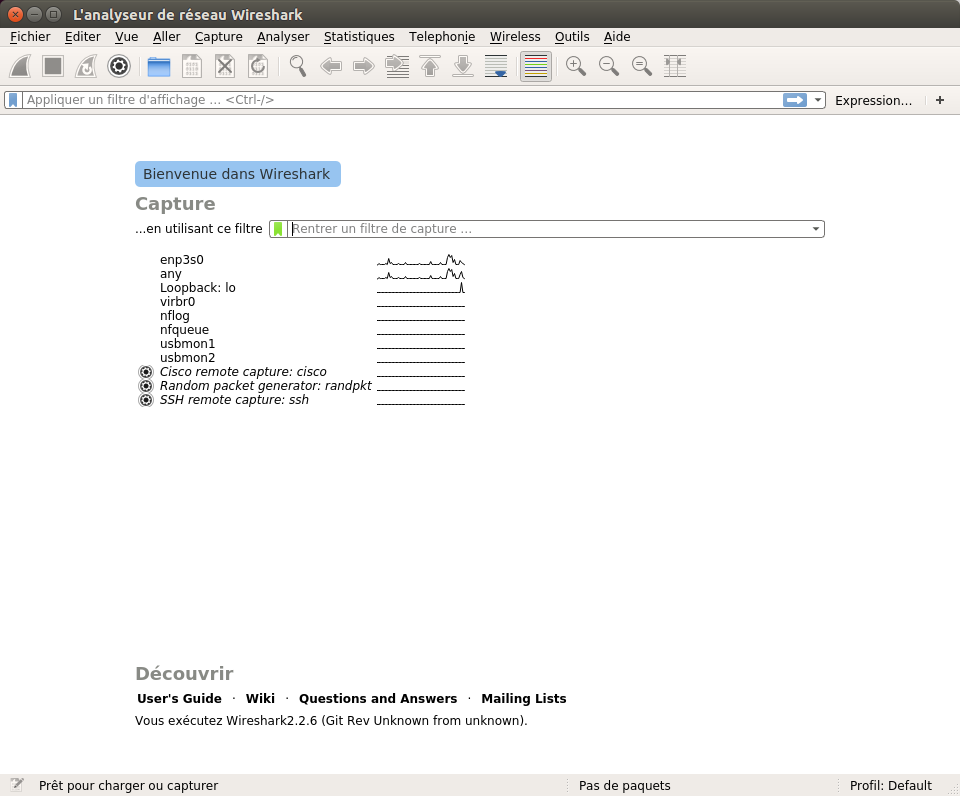 L'analyseur de réseau Wireshark
Fichier Editer Vue Aller Capture Analyser Statistiques Telephonie Wireless Outils Aide
Appliquer un filtre d'affichage … <Ctrl-/> Expression… +
Bienvenue dans Wireshark
Capture
…en utilisant ce filtre Rentrer un filtre de capture …
enp3s0
any
Loopback: lo
virbr0
nflog
nfqueue
usbmon1
usbmon2
Cisco remote capture: cisco
Random packet generator: randpkt
SSH remote capture: ssh
Découvrir
User's Guide · Wiki · Questions and Answers · Mailing Lists
Vous exécutez Wireshark2.2.6 (Git Rev Unknown from unknown).
Prêt pour charger ou capturer Pas de paquets Profil: Default